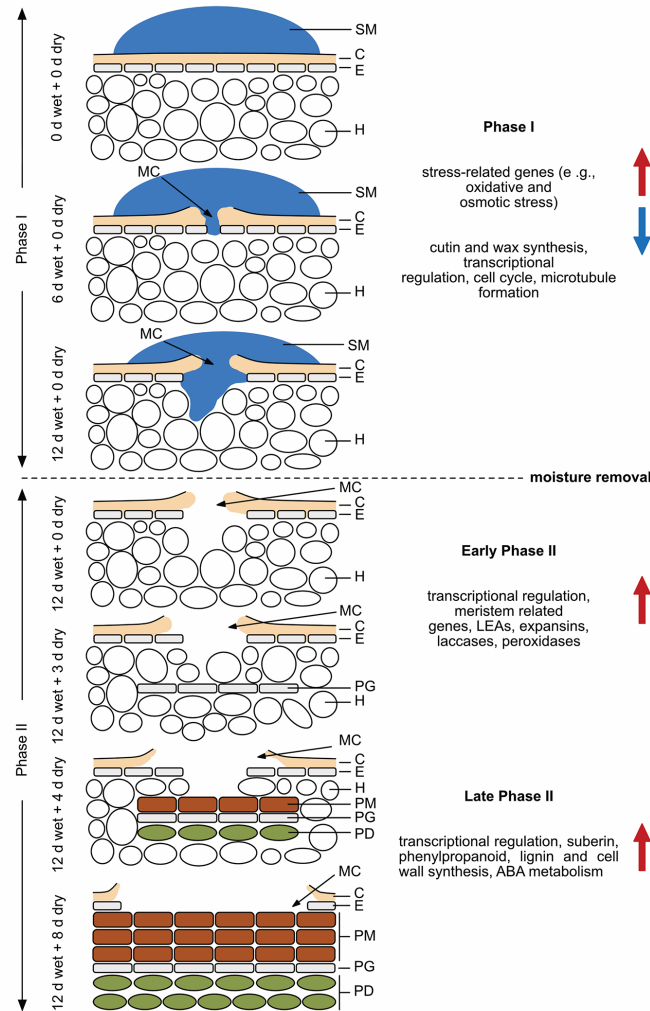 SM
C
E
0 d wet + 0 d dry
H
Phase I
MC
SM
stress-related genes (e .g.,
oxidative and
osmotic stress)
C
E
6 d wet + 0 d dry
Phase I
cutin and wax synthesis,
transcriptional
regulation, cell cycle, microtubule
formation
H
MC
SM
C
E
12 d wet + 0 d dry
H
moisture removal
MC
C
E
12 d wet + 0 d dry
Early Phase II
H
transcriptional regulation,
meristem related
genes, LEAs, expansins,
laccases, peroxidases
MC
C
E
12 d wet + 3 d dry
PG
H
Phase II
MC
C
E
12 d wet + 4 d dry
H
Late Phase II
PM
PG
PD
transcriptional regulation, suberin,
phenylpropanoid, lignin and cell
wall synthesis, ABA metabolism
MC
C
E
12 d wet + 8 d dry
PM
PG
PD